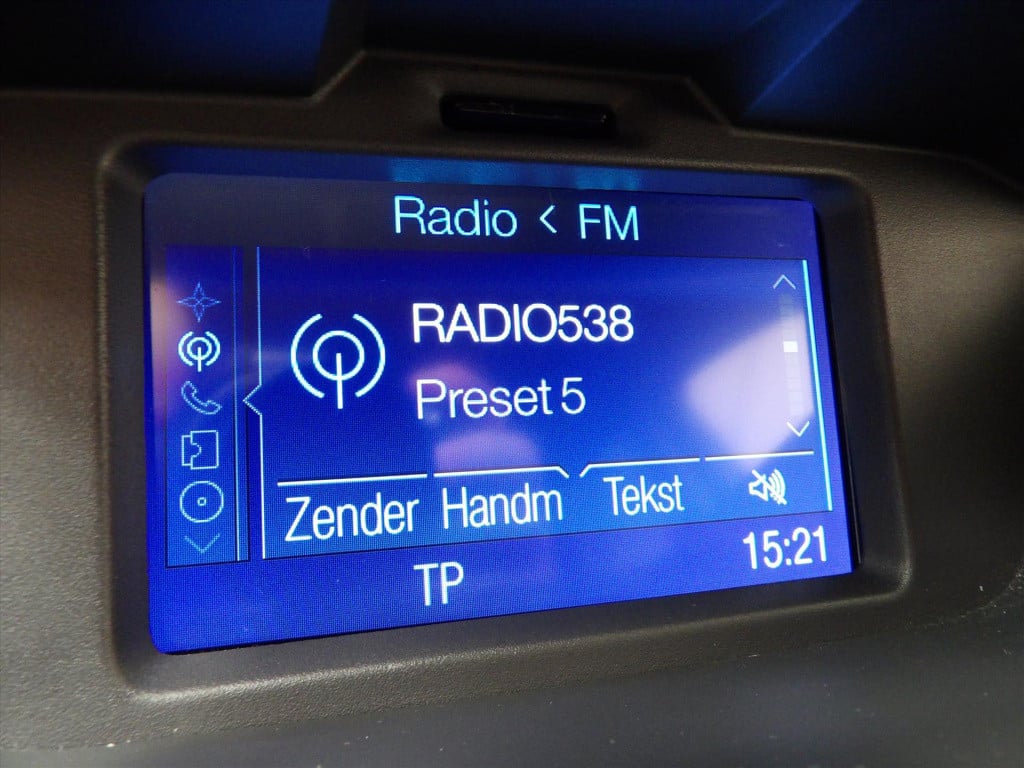 Radio < FM
RADIO538
Preset 5
Zender Handm Tekst
TP 15:21